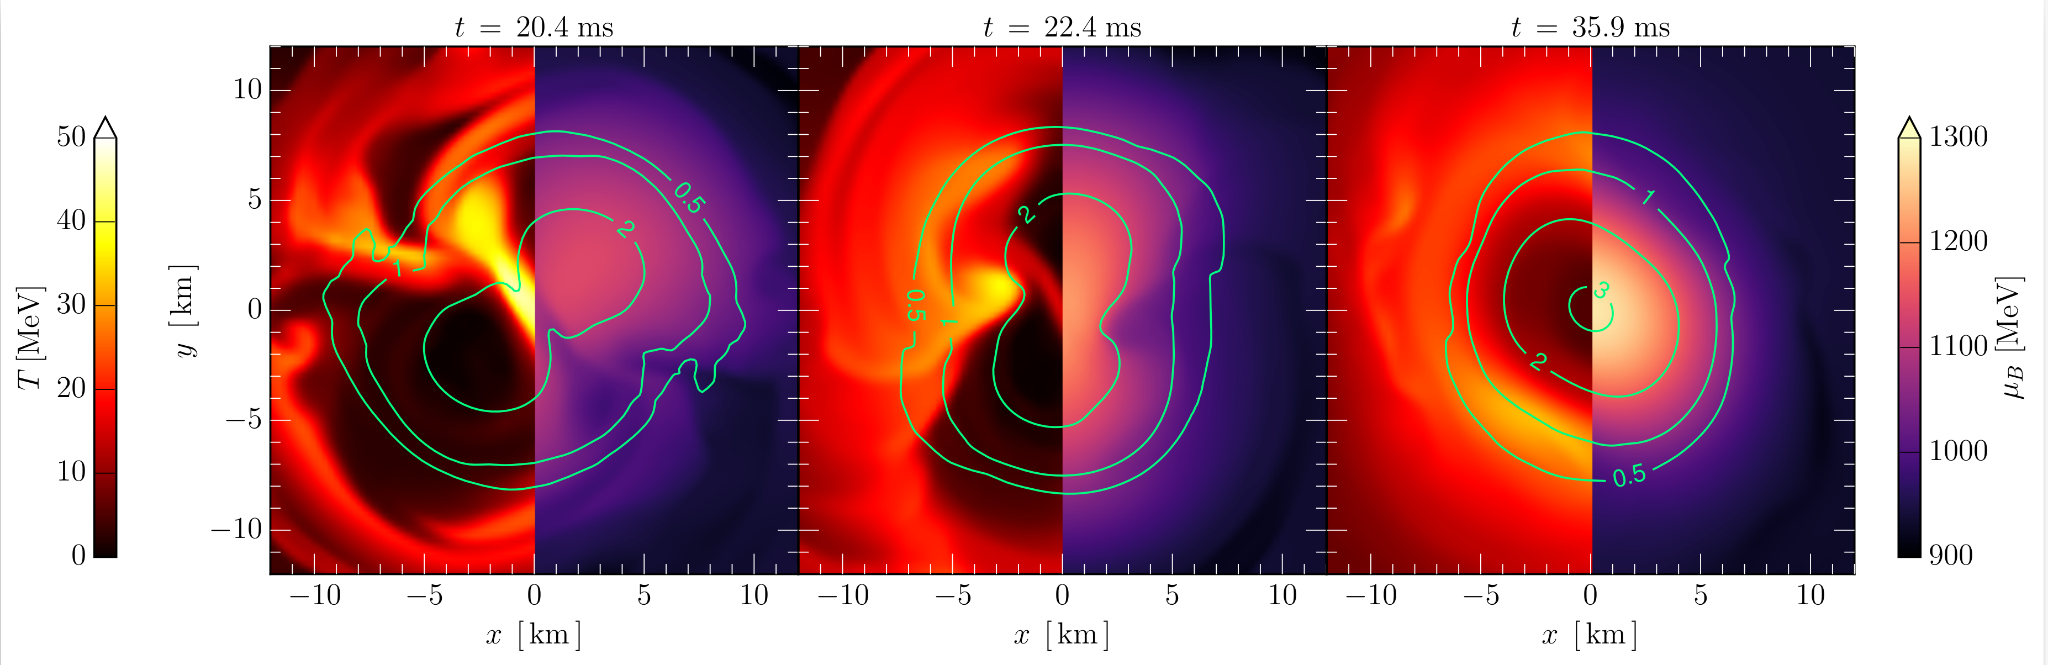 t = 20.4 ms
t = 22.4 ms
t = 35.9 ms
50
40
30
20
10
0
T [MeV]
10
5
0
−5
−10
y [km]
0.5
2
1
2
0.5
1
1
3
2
0.5
1300
1200
1100
1000
900
μB [MeV]
−10 −5 0 5 10
−10 −5 0 5 10
−10 −5 0 5 10
x [km]
x [km]
x [km]